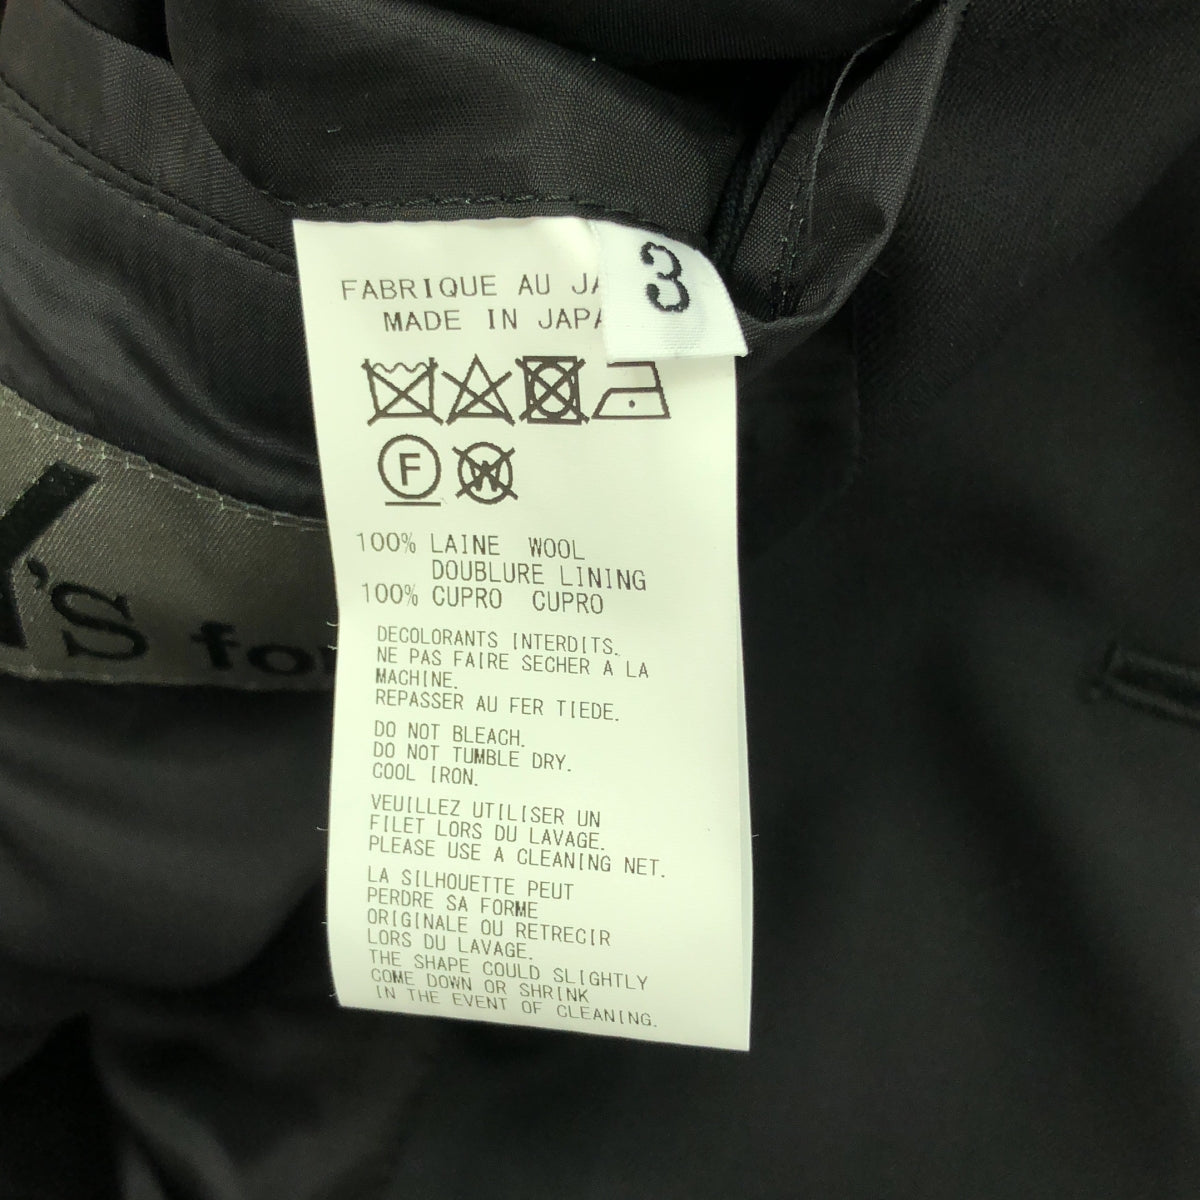 3
FABRIQUE AU JA
MADE IN JAPA
F
W
100% LAINE WOOL
DOUBLURE LINING
100% CUPRO CUPRO
DECOLORANTS INTERDITS.
NE PAS FAIRE SECHER A LA
MACHINE.
REPASSER AU FER TIEDE.
DO NOT BLEACH.
DO NOT TUMBLE DRY.
COOL IRON.
VEUILLEZ UTILISER UN
FILET LORS DU LAVAGE.
PLEASE USE A CLEANING NET.
LA SILHOUETTE PEUT
PERDRE SA FORME
ORIGINALE OU RETRECIR
LORS DU LAVAGE.
THE SHAPE COULD SLIGHTLY
COME DOWN OR SHRINK
IN THE EVENT OF CLEANING.
's for